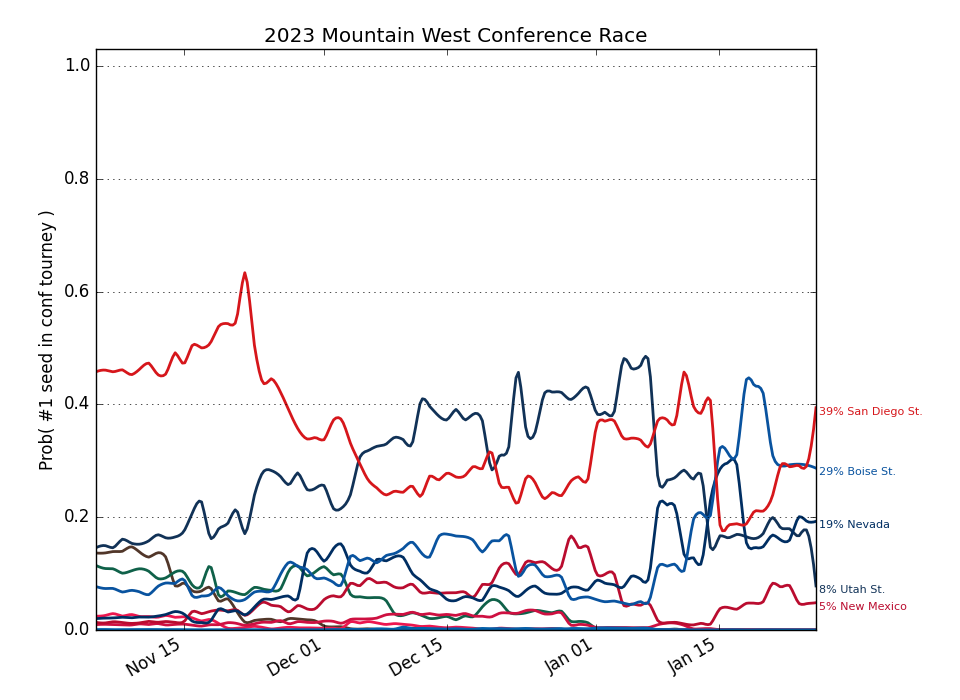 2023 Mountain West Conference Race
Prob( #1 seed in conf tourney )
1.0
0.8
0.6
0.4
0.2
0.0
Nov 15
Dec 01
Dec 15
Jan 01
Jan 15
39% San Diego St.
29% Boise St.
19% Nevada
8% Utah St.
5% New Mexico